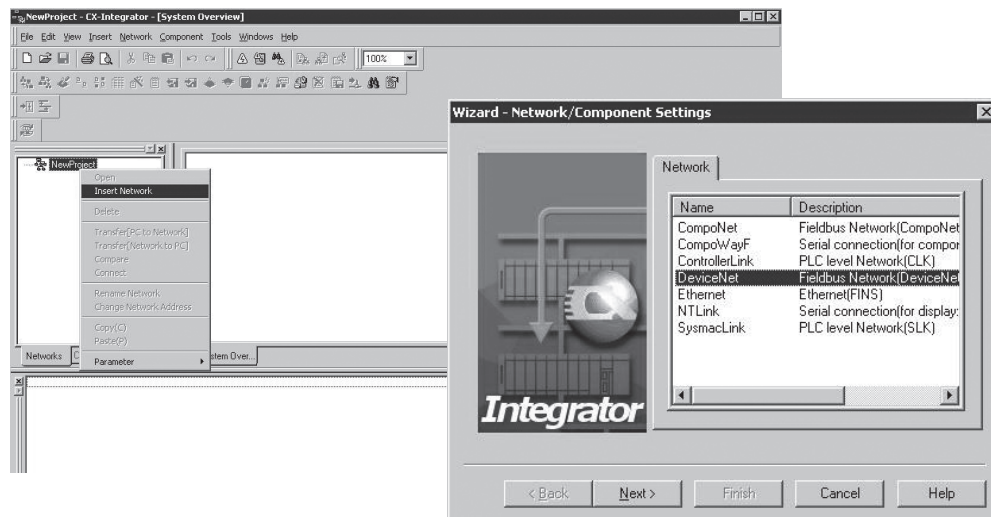 NewProject - CX-Integrator - [System Overview]
File Edit View Insert Network Component Tools Windows Help
100%
NewProject
Open
Insert Network
Delete
Transfer[PC to Network]
Transfer[Network to PC]
Compare
Connect
Rename Network
Change Network Address
Copy(C)
Paste(P)
Parameter
Networks
stem Over...
Wizard - Network/Component Settings
Network
Name Description
CompoNet Fieldbus Network(CompoNet
CompoWayF Serial connection(for compor
ControllerLink PLC level Network(CLK)
DeviceNet Fieldbus Network(DeviceNet
Ethernet Ethernet(FINS)
NTLink Serial connection(for display:
SysmacLink PLC level Network(SLK)
CX
Integrator
< Back Next > Finish Cancel Help